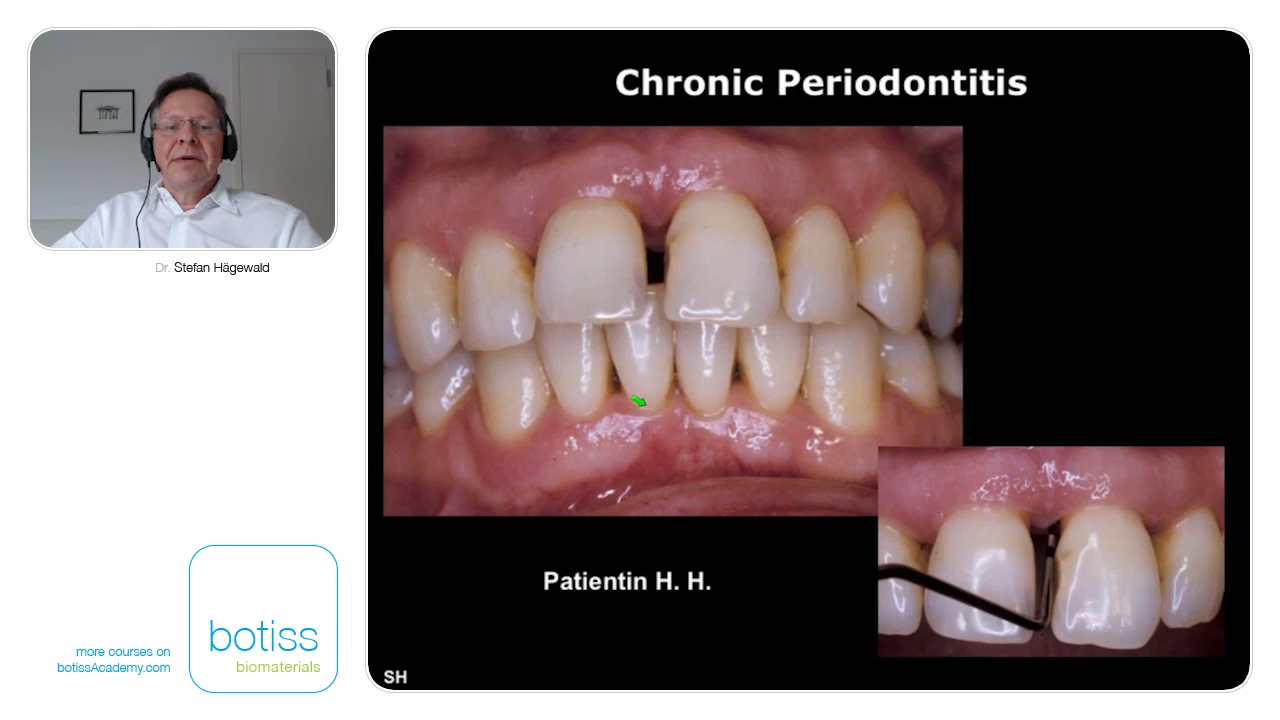 Chronic Periodontitis
Dr. Stefan Hägewald
Patientin H. H.
botiss
biomaterials
more courses on
botissAcademy.com
SH